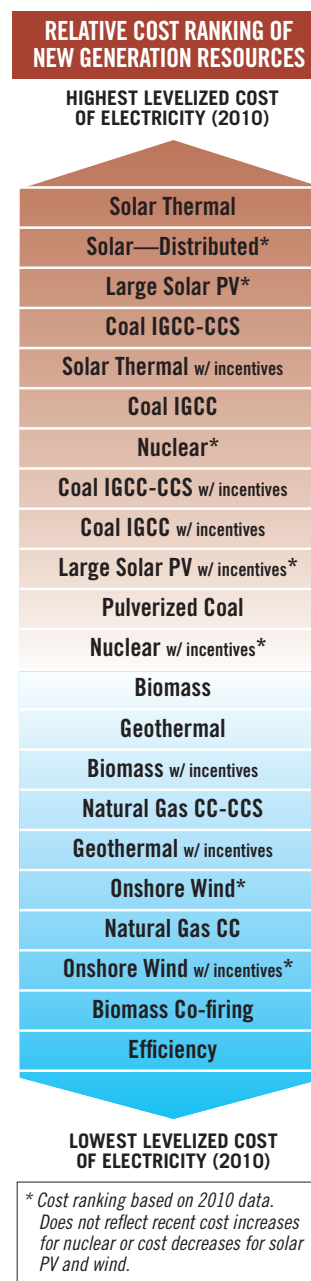 RELATIVE COST RANKING OF
NEW GENERATION RESOURCES
HIGHEST LEVELIZED COST
OF ELECTRICITY (2010)
Solar Thermal
Solar—Distributed*
Large Solar PV*
Coal IGCC-CCS
Solar Thermal w/ incentives
Coal IGCC
Nuclear*
Coal IGCC-CCS w/ incentives
Coal IGCC w/ incentives
Large Solar PV w/ incentives*
Pulverized Coal
Nuclear w/ incentives*
Biomass
Geothermal
Biomass w/ incentives
Natural Gas CC-CCS
Geothermal w/ incentives
Onshore Wind*
Natural Gas CC
Onshore Wind w/ incentives*
Biomass Co-firing
Efficiency
LOWEST LEVELIZED COST
OF ELECTRICITY (2010)
* Cost ranking based on 2010 data.
Does not reflect recent cost increases
for nuclear or cost decreases for solar
PV and wind.